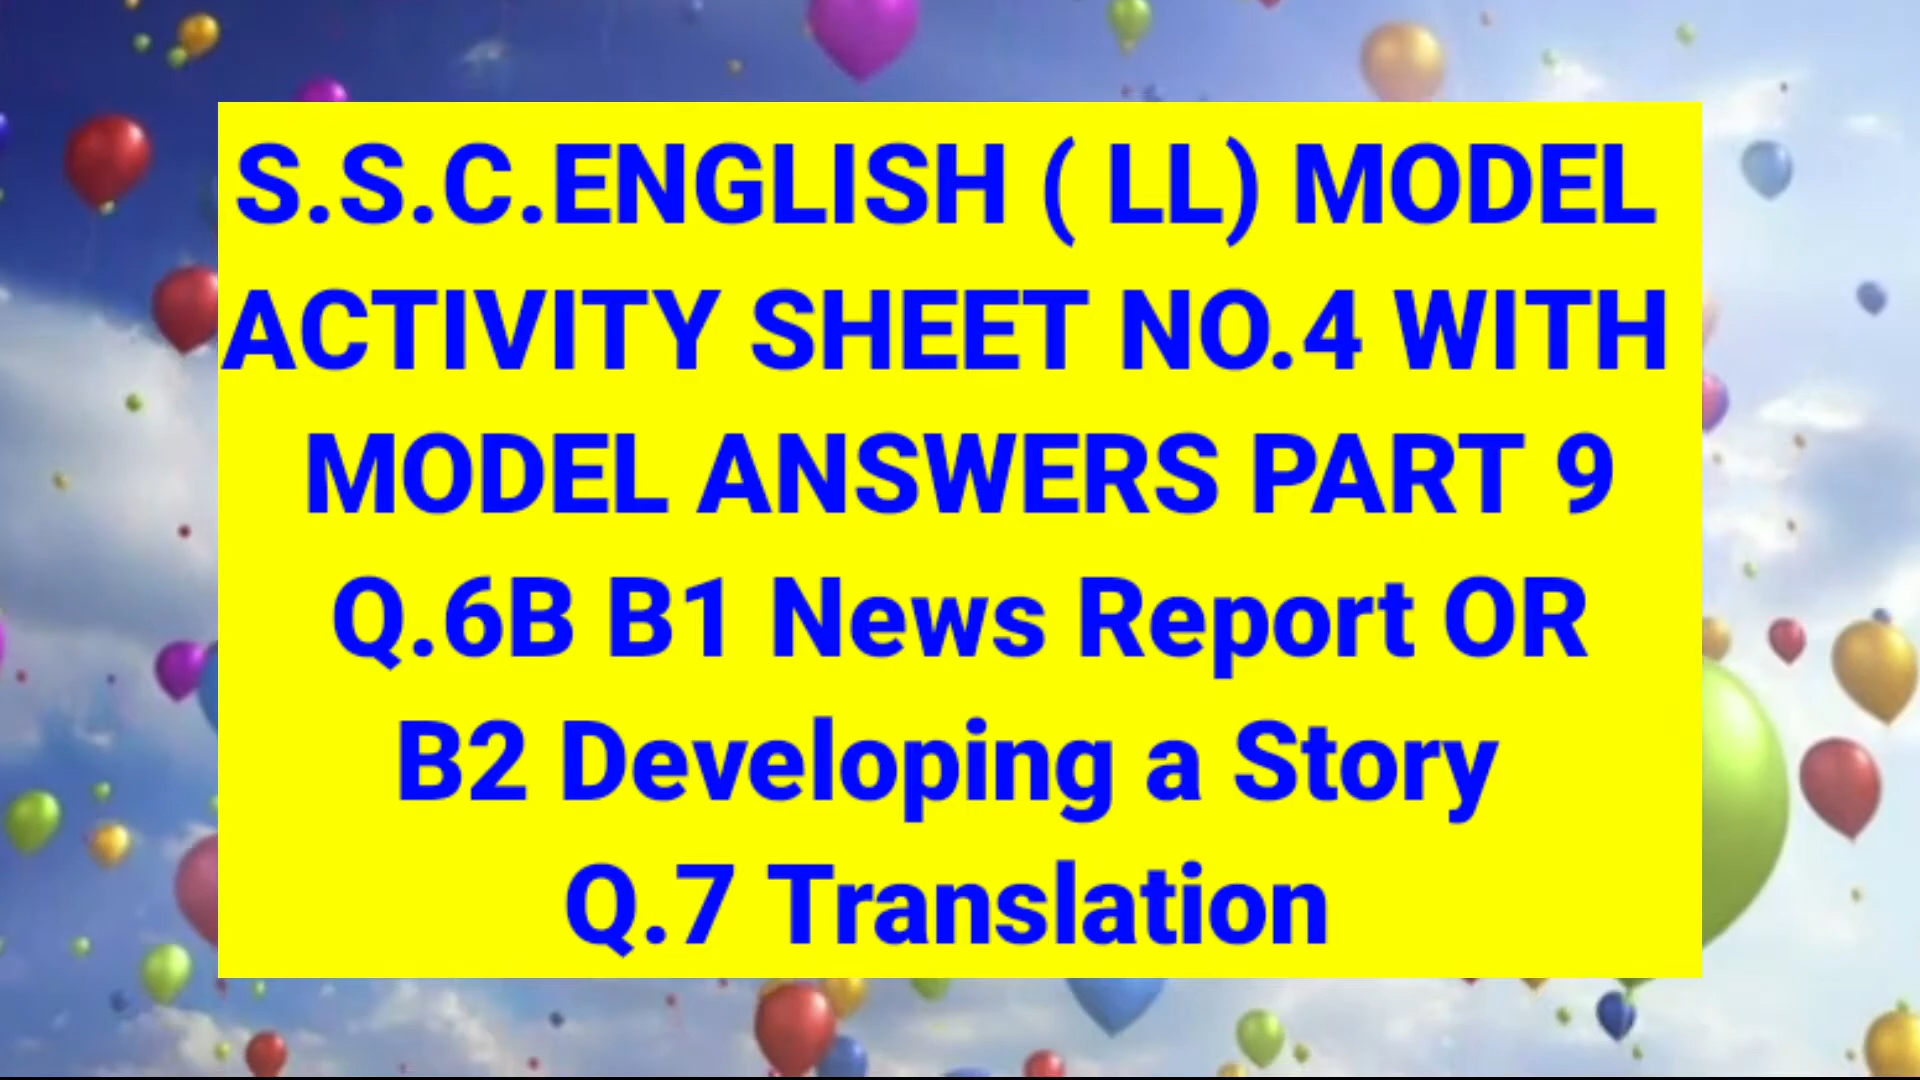 S.S.C.ENGLISH ( LL) MODEL
ACTIVITY SHEET NO.4 WITH
MODEL ANSWERS PART 9
Q.6B B1 News Report OR
B2 Developing a Story
Q.7 Translation